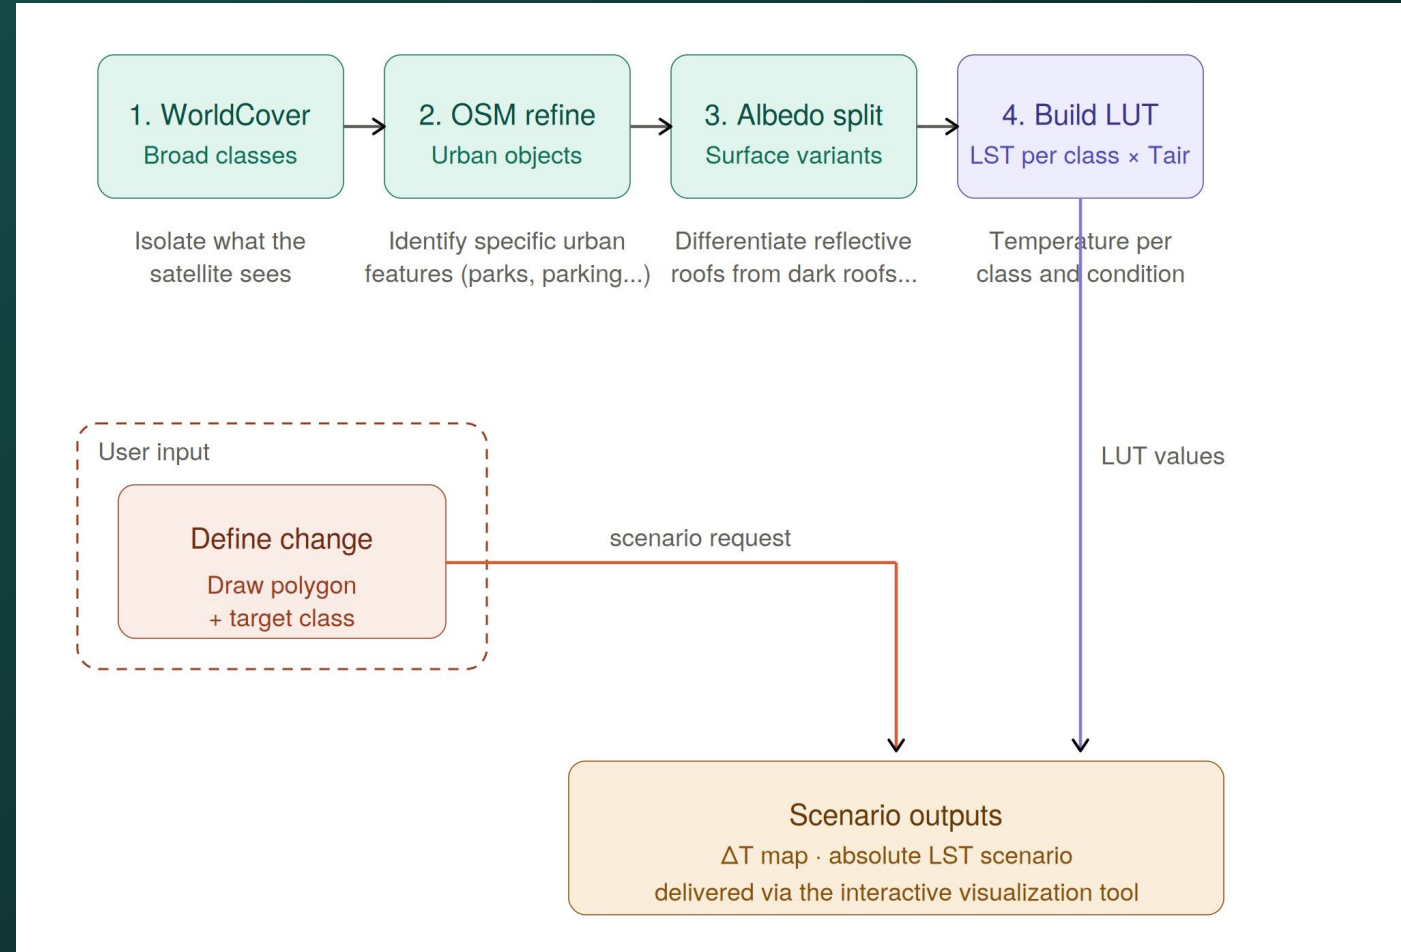 1. WorldCover
Broad classes
2. OSM refine
Urban objects
3. Albedo split
Surface variants
4. Build LUT
LST per class × Tair
Isolate what the
satellite sees
Identify specific urban
features (parks, parking...)
Differentiate reflective
roofs from dark roofs...
Temperature per
class and condition
User input
Define change
Draw polygon
+ target class
scenario request
LUT values
Scenario outputs
ΔT map · absolute LST scenario
delivered via the interactive visualization tool